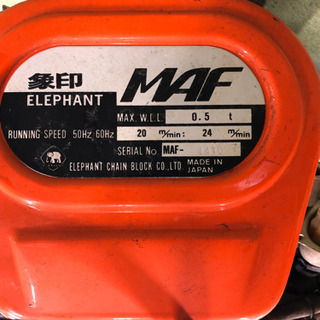 象印
ELEPHANT
MAF
MAX. W.L.L. 0.5 t
RUNNING SPEED 50Hz 60Hz 20 m/min: 24 m/min
SERIAL No MAF-
ELEPHANT CHAIN BLOCK CO.,LTD. MADE IN JAPAN